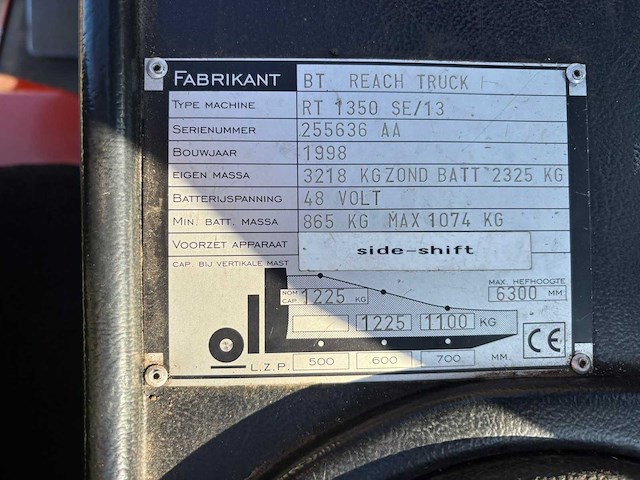 FABRIKANT BT REACH TRUCK
TYPE MACHINE RT 1350 SE/13
SERIENUMMER 255636 AA
BOUWJAAR 1998
EIGEN MASSA 3218 KG ZOND BATT 2325 KG
BATTERIJSPANNING 48 VOLT
MIN. BATT. MASSA 865 KG MAX 1074 KG
VOORZET APPARAAT side-shift
CAP. BIJ VERTIKALE MAST
MAX. HEFHOOGTE
NOM. CAP. 1225 KG 6300 MM.
1225 1100 KG
CE
L.Z.P. 500 600 700 MM.